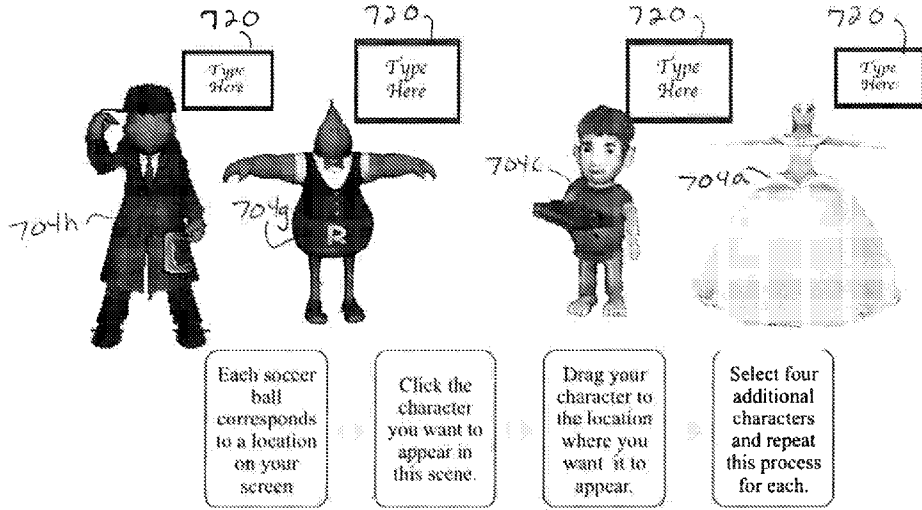 720
720
720
720
Type
Here
Type
Here
Type
Here
Type
Here
704h
704g
R
704c
704a
Each soccer
ball
corresponds
to a location
on your
screen
Click the
character
you want to
appear in
this scene.
Drag your
character to
the location
where you
want it to
appear.
Select four
additional
characters
and repeat
this process
for each.